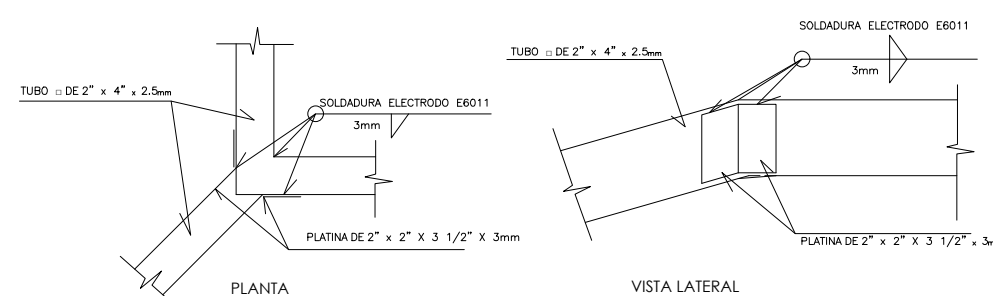 TUBO □ DE 2” x 4” x 2.5mm
SOLDADURA ELECTRODO E6011
3mm
PLATINA DE 2” x 2” X 3 1/2” X 3mm
PLANTA
SOLDADURA ELECTRODO E6011
TUBO □ DE 2” x 4” x 2.5mm
3mm
PLATINA DE 2” x 2” X 3 1/2” x 3m
VISTA LATERAL